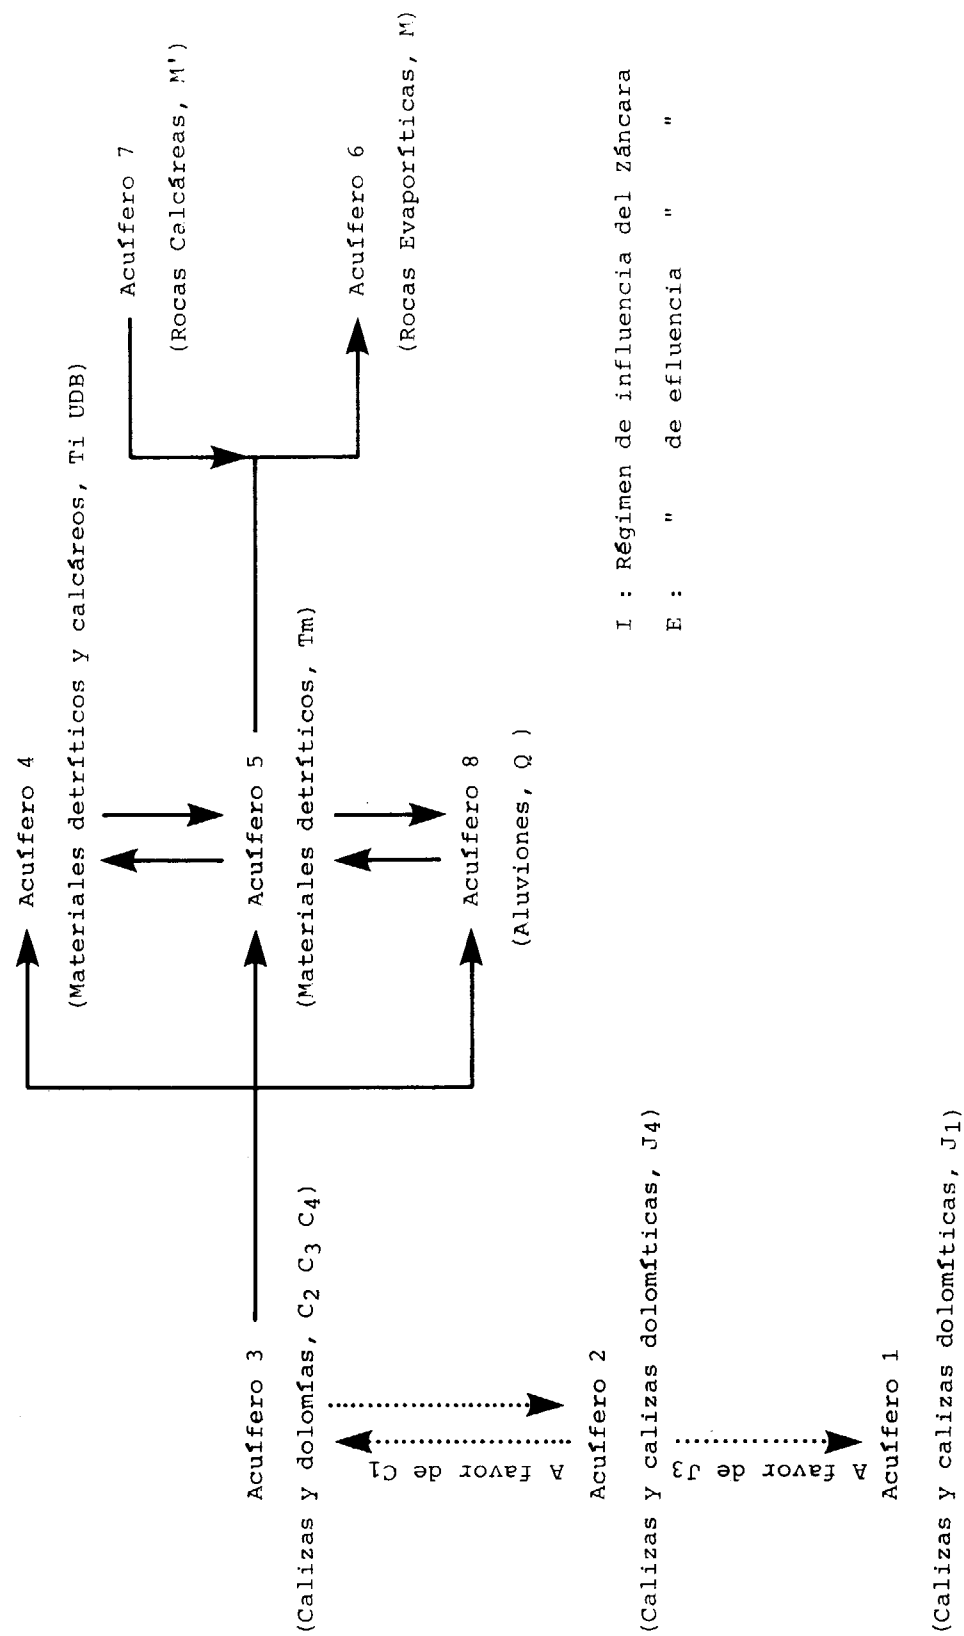 Acuífero 4
(Materiales detríticos y calcáreos, Ti UDB)
Acuífero 7
(Rocas Calcáreas, M')
Acuífero 3
(Calizas y dolomías, C2 C3 C4)
Acuífero 5
(Materiales detríticos, Tm)
Acuífero 6
(Rocas Evaporíticas, M)
Acuífero 8
(Aluviones, Q )
A favor de C1
Acuífero 2
(Calizas y calizas dolomíticas, J4)
I : Régimen de influencia del Záncara
E : " de efluencia " "
A favor de J3
Acuífero 1
(Calizas y calizas dolomíticas, J1)